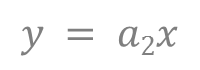 y = a₂x